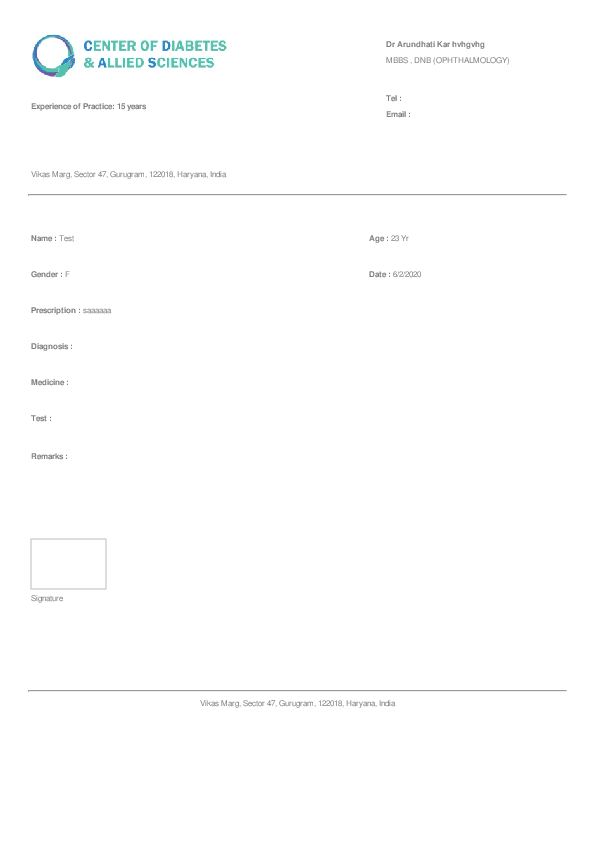 CENTER OF DIABETES
& ALLIED SCIENCES
Dr Arundhati Kar hvhgvhg
MBBS , DNB (OPHTHALMOLOGY)
Tel :
Email :
Experience of Practice: 15 years
Vikas Marg, Sector 47, Gurugram, 122018, Haryana, India
Name : Test
Age : 23 Yr
Gender : F
Date : 6/2/2020
Prescription : saaaaaa
Diagnosis :
Medicine :
Test :
Remarks :
Signature
Vikas Marg, Sector 47, Gurugram, 122018, Haryana, India